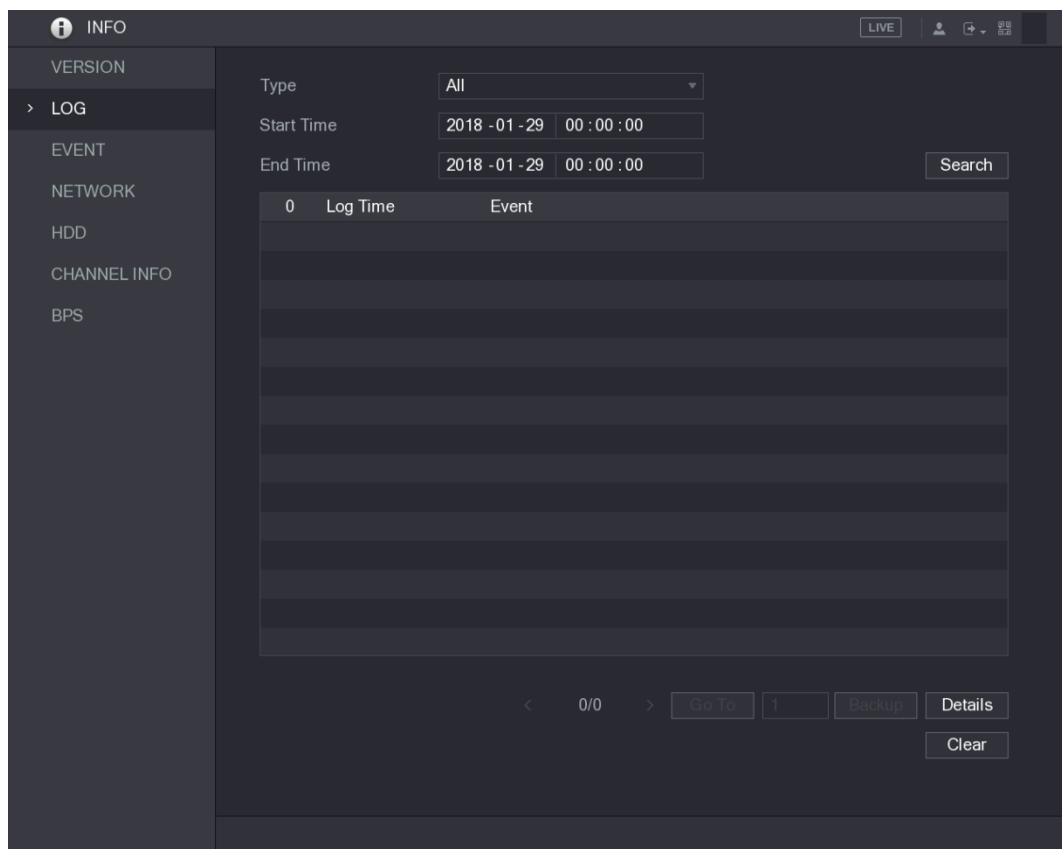 INFO
LIVE
VERSION
LOG
EVENT
NETWORK
HDD
CHANNEL INFO
BPS
Type All
Start Time 2018 -01 -29 00 : 00 : 00
End Time 2018 -01 -29 00 : 00 : 00 Search
0 Log Time Event
< 0/0 > Go To 1 Backup Details
Clear